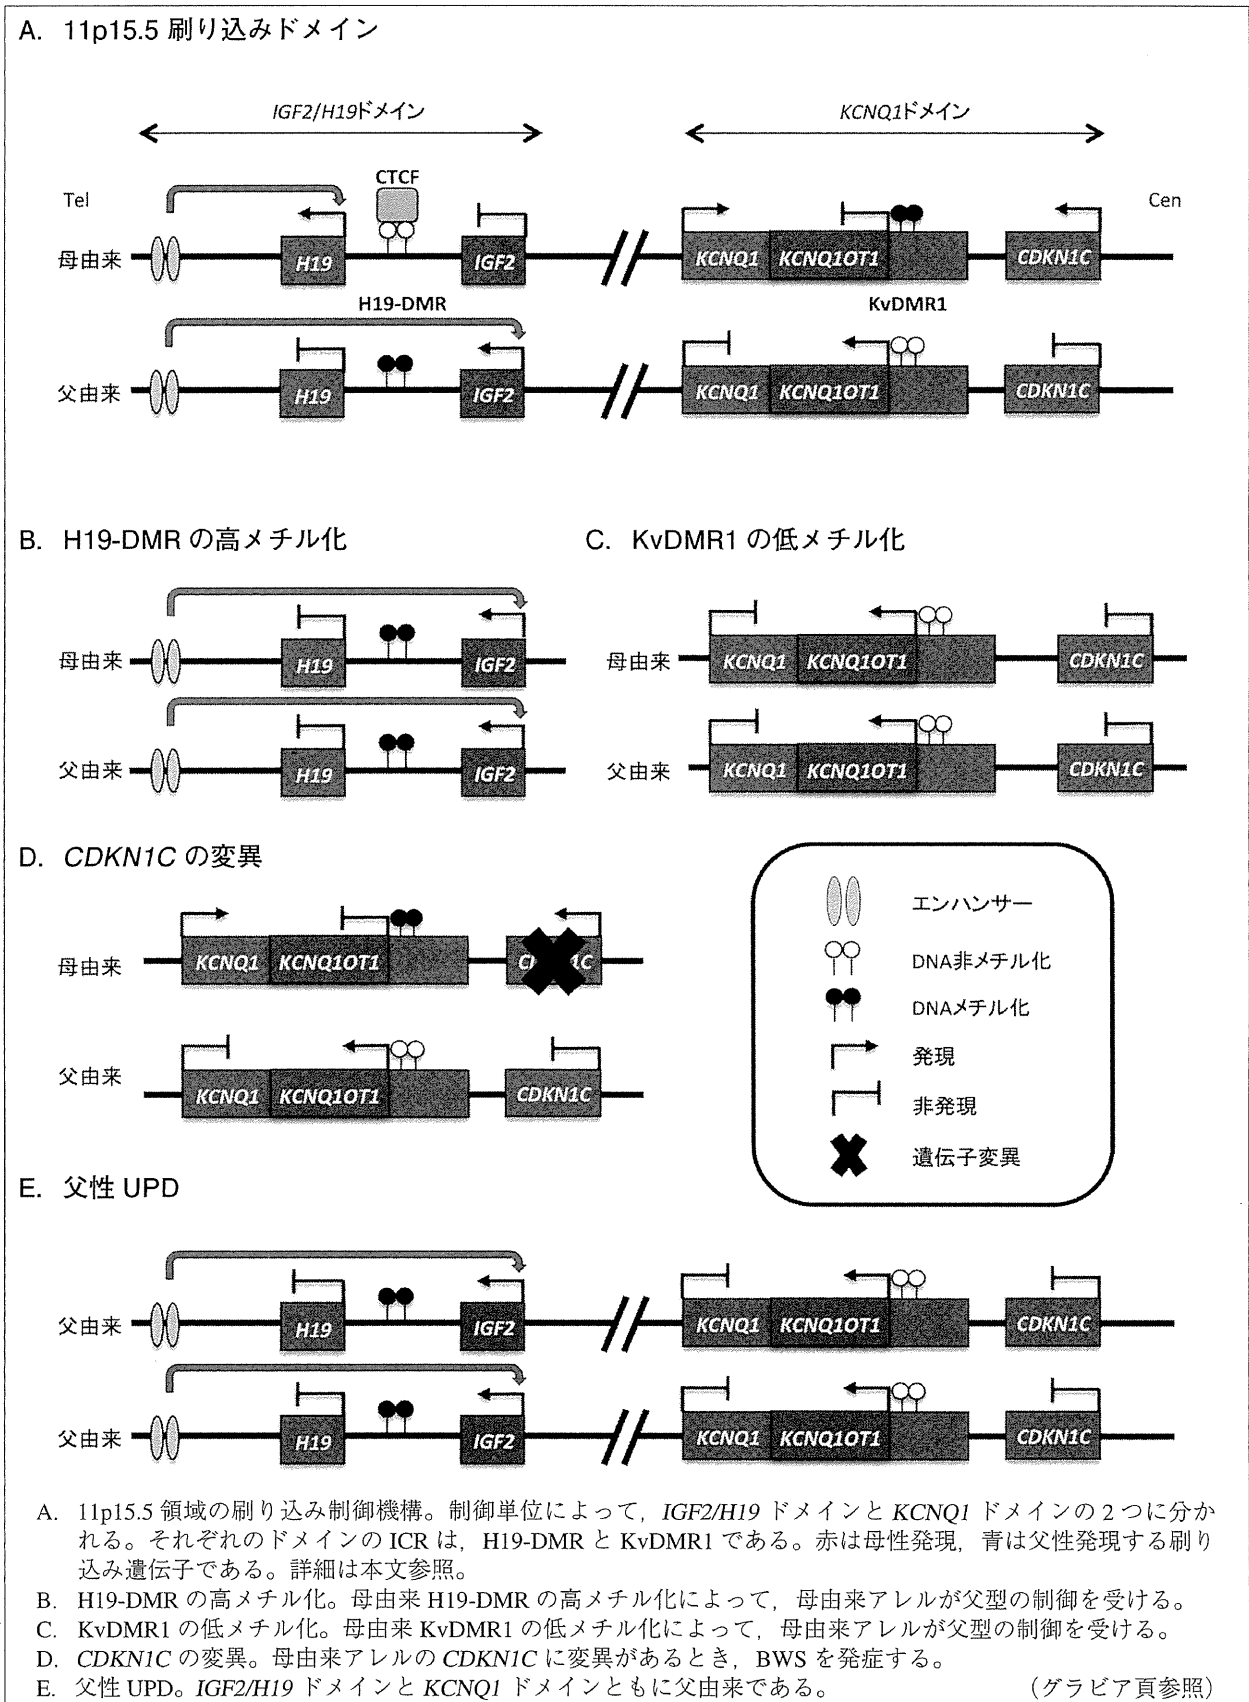 A. 11p15.5 刷り込みドメイン
IGF2/H19ドメイン
KCNQ1ドメイン
Tel
CTCF
Cen
母由来
H19
IGF2
KCNQ1
KCNQ1OT1
CDKN1C
H19-DMR
KvDMR1
父由来
H19
IGF2
KCNQ1
KCNQ1OT1
CDKN1C
B. H19-DMR の高メチル化
母由来
H19
IGF2
父由来
H19
IGF2
C. KvDMR1 の低メチル化
母由来
KCNQ1
KCNQ1OT1
CDKN1C
父由来
KCNQ1
KCNQ1OT1
CDKN1C
D. CDKN1C の変異
母由来
KCNQ1
KCNQ1OT1
父由来
KCNQ1
KCNQ1OT1
CDKN1C
エンハンサー
DNA非メチル化
DNAメチル化
発現
非発現
遺伝子変異
E. 父性 UPD
父由来
H19
IGF2
KCNQ1
KCNQ1OT1
CDKN1C
父由来
H19
IGF2
KCNQ1
KCNQ1OT1
CDKN1C
A. 11p15.5 領域の刷り込み制御機構。制御単位によって，IGF2/H19 ドメインと KCNQ1 ドメインの 2 つに分か
れる。それぞれのドメインの ICR は，H19-DMR と KvDMR1 である。赤は母性発現，青は父性発現する刷り
込み遺伝子である。詳細は本文参照。
B. H19-DMR の高メチル化。母由来 H19-DMR の高メチル化によって，母由来アレルが父型の制御を受ける。
C. KvDMR1 の低メチル化。母由来 KvDMR1 の低メチル化によって，母由来アレルが父型の制御を受ける。
D. CDKN1C の変異。母由来アレルの CDKN1C に変異があるとき，BWS を発症する。
E. 父性 UPD。IGF2/H19 ドメインと KCNQ1 ドメインともに父由来である。
（グラビア頁参照）